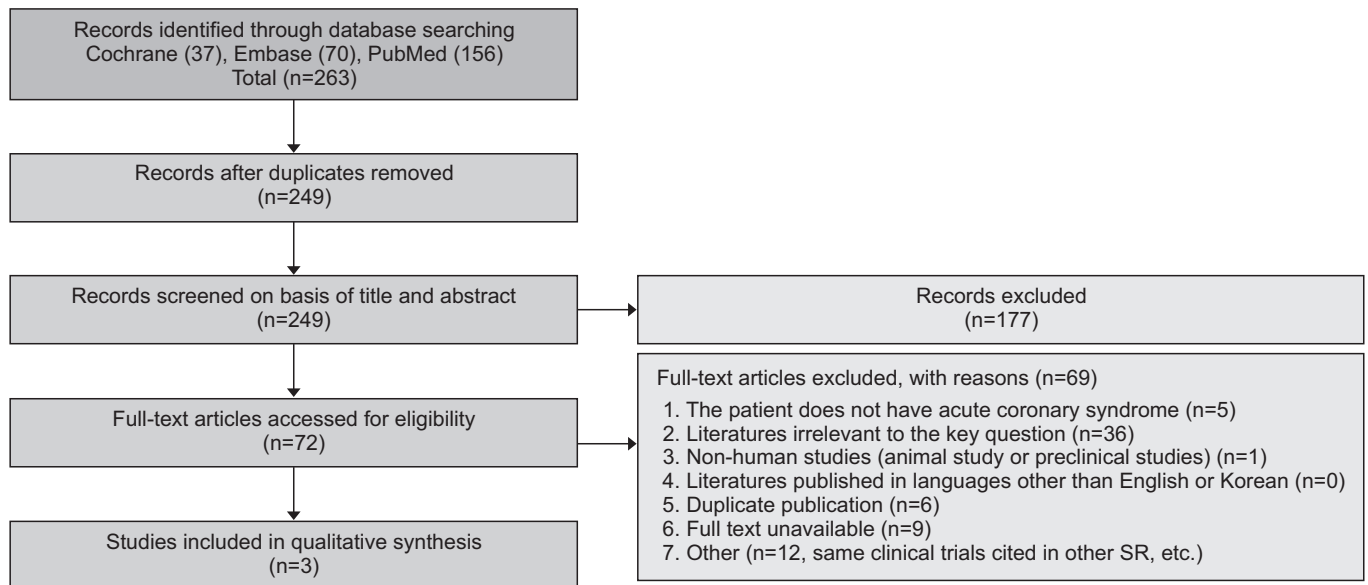 Records identified through database searching
Cochrane (37), Embase (70), PubMed (156)
Total (n=263)
Records after duplicates removed
(n=249)
Records screened on basis of title and abstract
(n=249)
Records excluded
(n=177)
Full-text articles accessed for eligibility
(n=72)
Full-text articles excluded, with reasons (n=69)
1. The patient does not have acute coronary syndrome (n=5)
2. Literatures irrelevant to the key question (n=36)
3. Non-human studies (animal study or preclinical studies) (n=1)
4. Literatures published in languages other than English or Korean (n=0)
5. Duplicate publication (n=6)
6. Full text unavailable (n=9)
7. Other (n=12, same clinical trials cited in other SR, etc.)
Studies included in qualitative synthesis
(n=3)